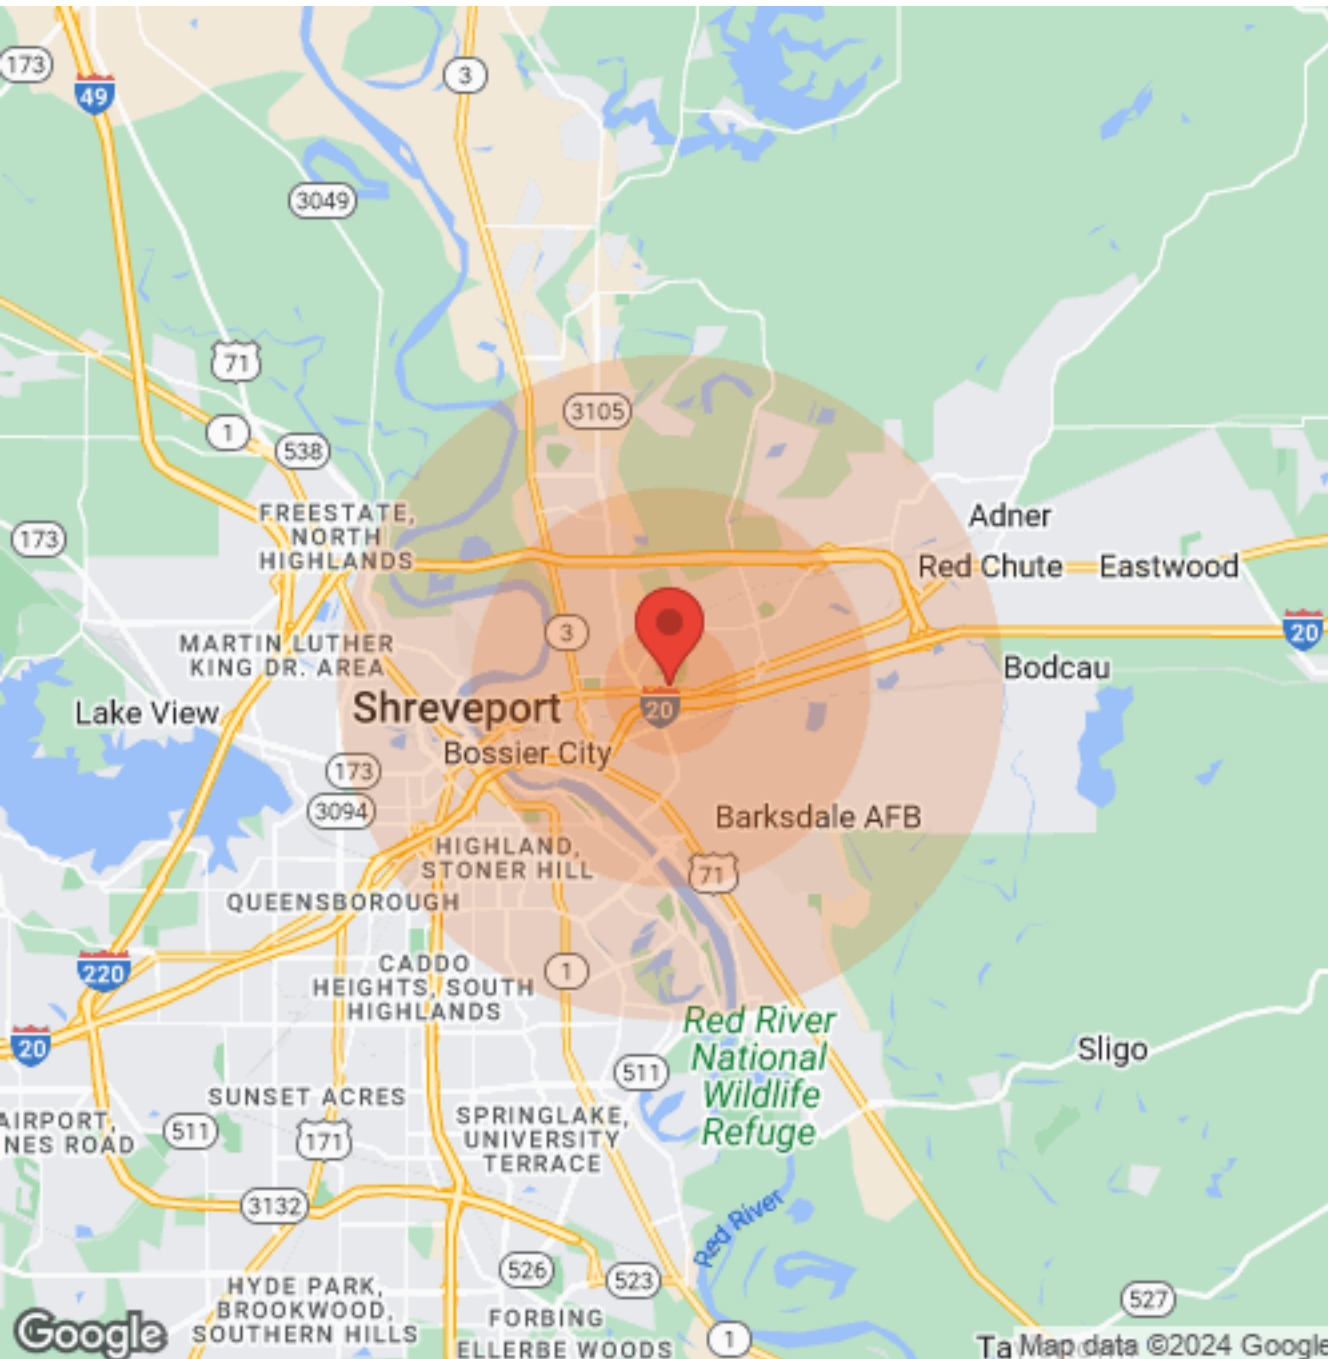 173
49
3
3049
71
3105
1
538
FREESTATE,
NORTH
HIGHLANDS
173
Adner
Red Chute
Eastwood
3
20
MARTIN LUTHER
KING DR. AREA
Bodcau
Shreveport
Lake View
20
Bossier City
173
3094
Barksdale AFB
HIGHLAND,
STONER HILL
71
QUEENSBOROUGH
220
CADDO
HEIGHTS, SOUTH
HIGHLANDS
1
20
Red River
National
Wildlife
Refuge
Sligo
511
SUNSET ACRES
AIRPORT,
NES ROAD
511
171
SPRINGLAKE,
UNIVERSITY
TERRACE
3132
Red River
526
523
HYDE PARK,
BROOKWOOD,
SOUTHERN HILLS
527
FORBING
ELLERBE WOODS
1
Google
Ta
Map data ©2024 Google